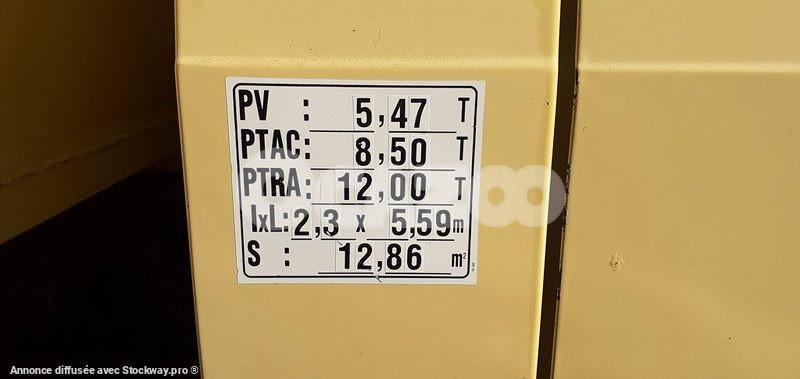 PV : 5,47 T
PTAC: 8,50 T
PTRA: 12,00 T
lxL: 2,3 x 5,59 m
S : 12,86 m²
Annonce diffusée avec Stockway.pro ®